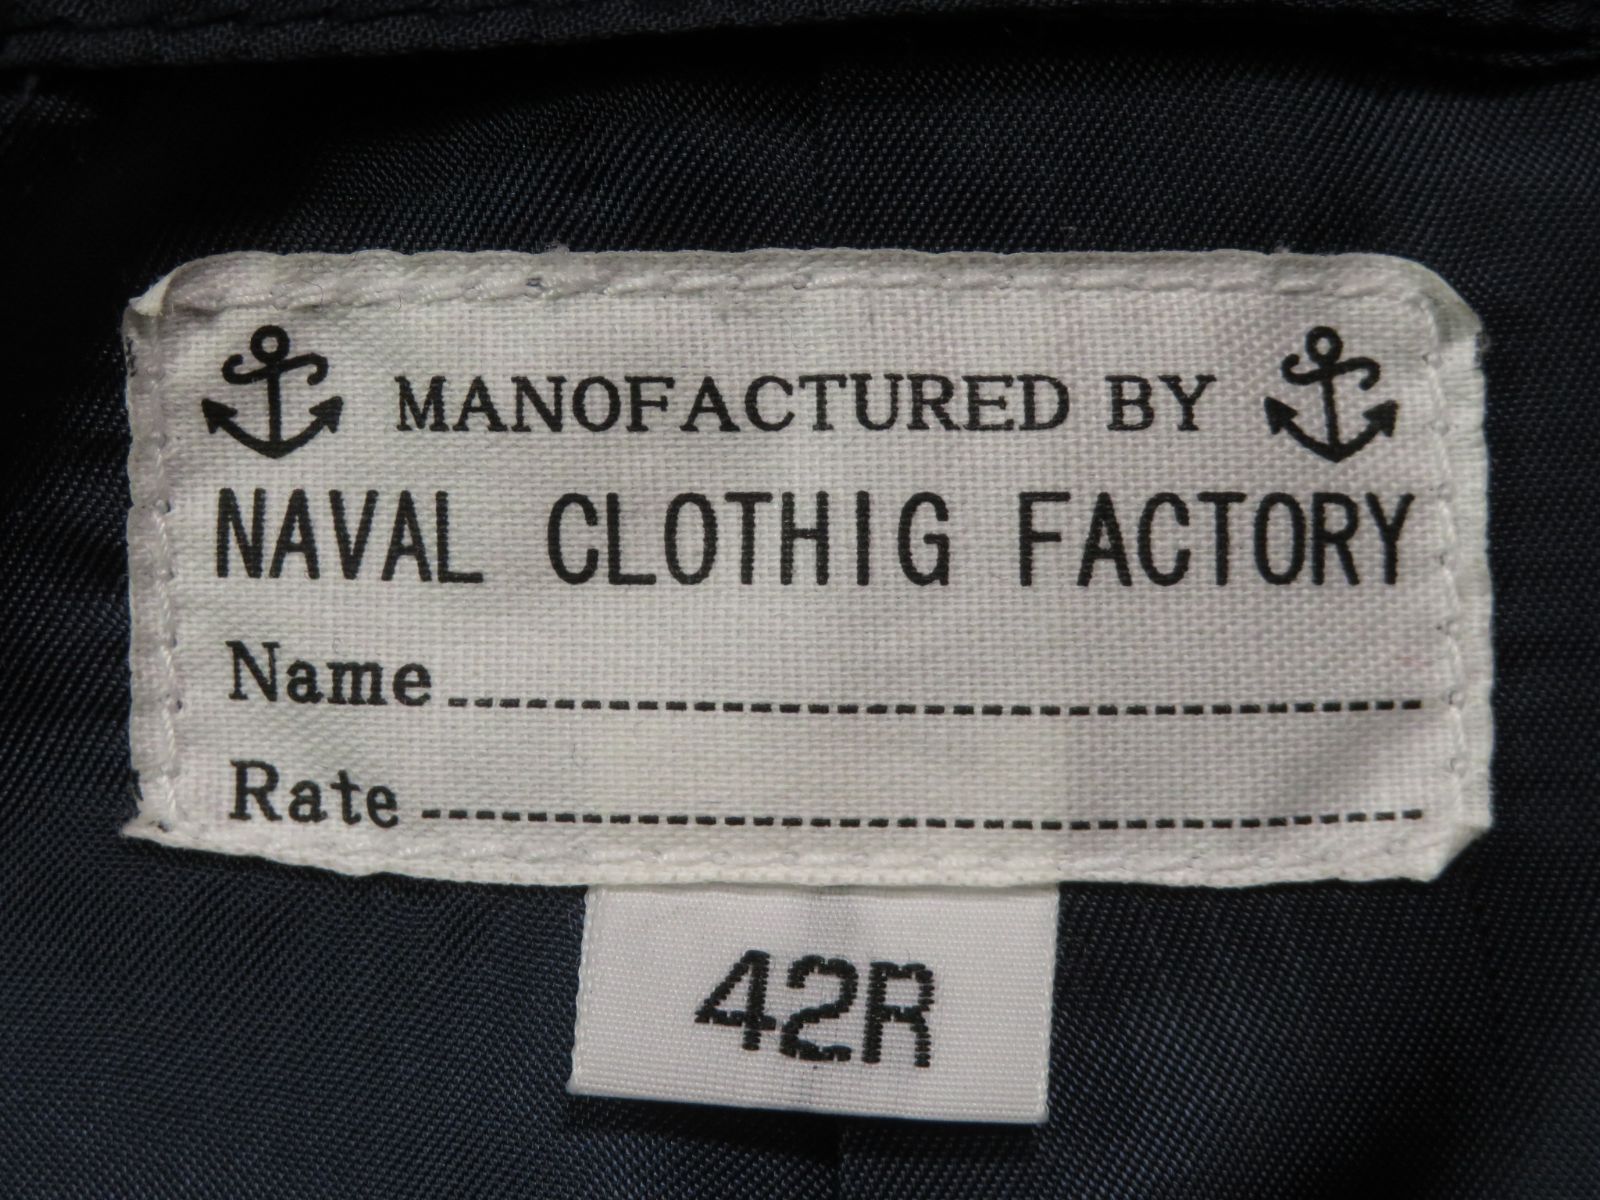 MANOFACTURED BY
NAVAL CLOTHIG FACTORY
Name
Rate
42R